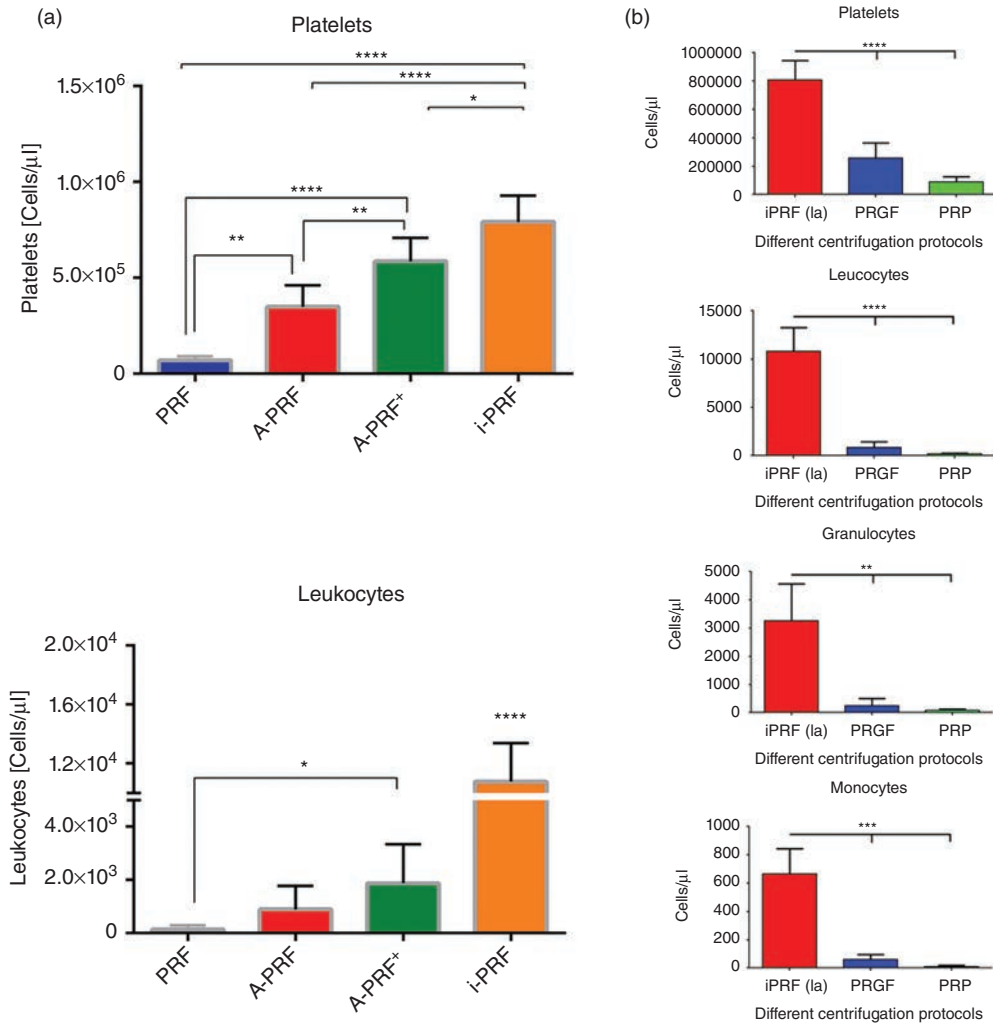 (a)
Platelets
****
****
*
****
**
**
Platelets [Cells/µl]
1.5×10⁶
1.0×10⁶
5.0×10⁵
0
PRF
A-PRF
A-PRF⁺
i-PRF
Leukocytes
****
*
Leukocytes [Cells/µl]
2.0×10⁴
1.6×10⁴
1.2×10⁴
4.0×10³
2.0×10³
0
PRF
A-PRF
A-PRF⁺
i-PRF
(b)
Platelets
****
Cells/µl
1000000
800000
600000
400000
200000
0
iPRF (la) PRGF PRP
Different centrifugation protocols
Leucocytes
****
Cells/µl
15000
10000
5000
0
iPRF (la) PRGF PRP
Different centrifugation protocols
Granulocytes
**
Cells/µl
5000
4000
3000
2000
1000
0
iPRF (la) PRGF PRP
Different centrifugation protocols
Monocytes
***
Cells/µl
1000
800
600
400
200
0
iPRF (la) PRGF PRP
Different centrifugation protocols